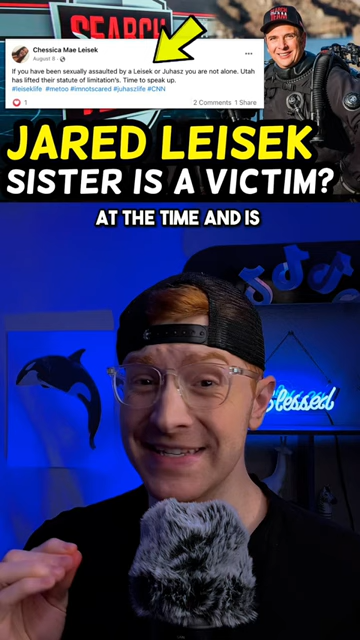 SEARCH
Chessica Mae Leisek
August 9
If you have been sexually assaulted by a Leisek or Juhasz you are not alone. Utah
has lifted their statute of limitation's. Time to speak up.
#leiseklife #metoo #imnotscared #juhaszlife #CNN
1
2 Comments 1 Share
JARED LEISEK
SISTER IS A VICTIM?
AT THE TIME AND IS
blessed